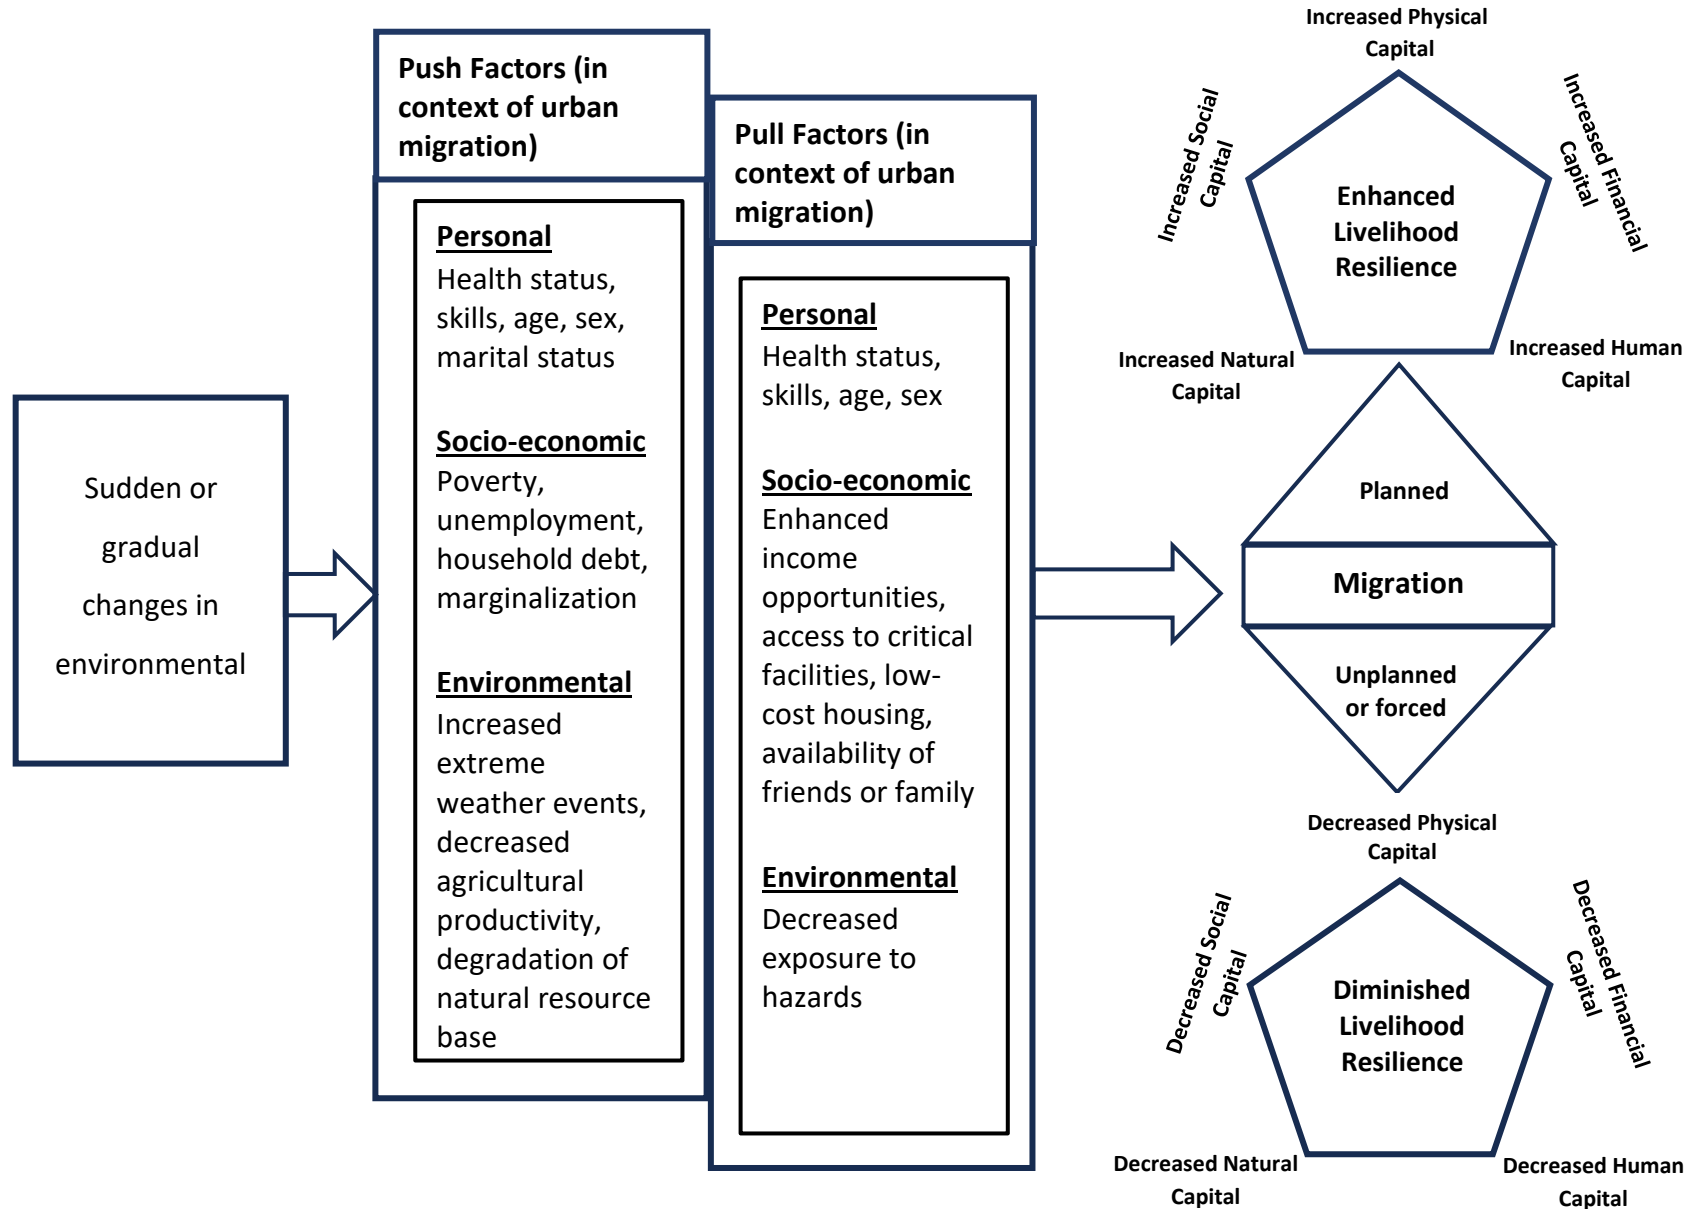 Sudden or
gradual
changes in
environmental
Push Factors (in
context of urban
migration)
Personal
Health status,
skills, age, sex,
marital status
Socio-economic
Poverty,
unemployment,
household debt,
marginalization
Environmental
Increased
extreme
weather events,
decreased
agricultural
productivity,
degradation of
natural resource
base
Pull Factors (in
context of urban
migration)
Personal
Health status,
skills, age, sex
Socio-economic
Enhanced
income
opportunities,
access to critical
facilities, low-
cost housing,
availability of
friends or family
Environmental
Decreased
exposure to
hazards
Increased Physical
Capital
Increased Social
Capital
Increased Financial
Capital
Enhanced
Livelihood
Resilience
Increased Natural
Capital
Increased Human
Capital
Planned
Migration
Unplanned
or forced
Decreased Physical
Capital
Decreased Social
Capital
Decreased Financial
Capital
Diminished
Livelihood
Resilience
Decreased Natural
Capital
Decreased Human
Capital